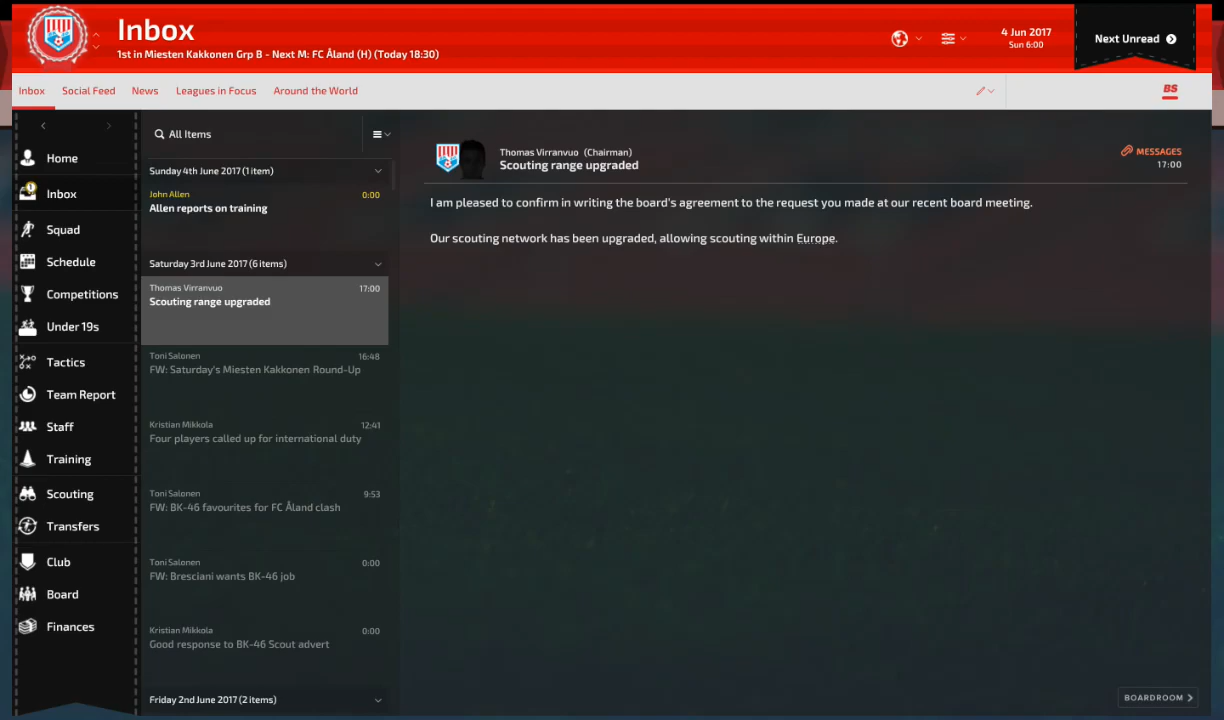 Inbox
1st in Miesten Kakkonen Grp B - Next M: FC Åland (H) (Today 18:30)
4 Jun 2017
Sun 6:00
Next Unread
Inbox
Social Feed
News
Leagues in Focus
Around the World
BS
Home
Inbox
Squad
Schedule
Competitions
Under 19s
Tactics
Team Report
Staff
Training
Scouting
Transfers
Club
Board
Finances
All Items
Sunday 4th June 2017 (1 item)
John Allen 0:00
Allen reports on training
Saturday 3rd June 2017 (6 items)
Thomas Virranvuo 17:00
Scouting range upgraded
Toni Salonen 16:48
FW: Saturday's Miesten Kakkonen Round-Up
Kristian Mikkola 12:41
Four players called up for international duty
Toni Salonen 9:53
FW: BK-46 favourites for FC Åland clash
Toni Salonen 0:00
FW: Bresciani wants BK-46 job
Kristian Mikkola 0:00
Good response to BK-46 Scout advert
Friday 2nd June 2017 (2 items)
Thomas Virranvuo (Chairman)
Scouting range upgraded
MESSAGES
17:00
I am pleased to confirm in writing the board's agreement to the request you made at our recent board meeting.
Our scouting network has been upgraded, allowing scouting within Europe.
BOARDROOM